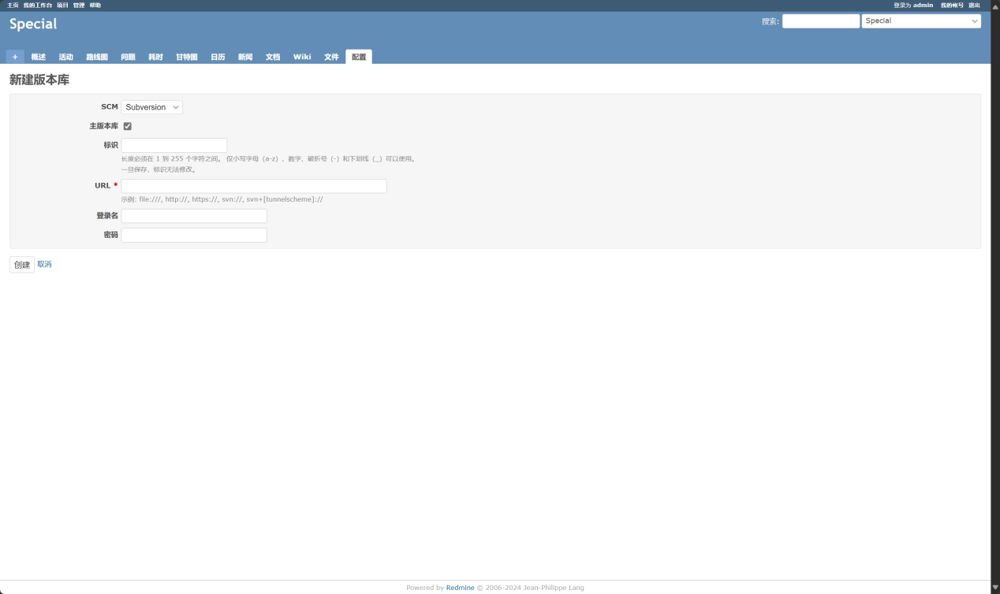 主页 我的工作台 项目 管理 帮助 登录为 admin 我的帐号 退出
Special 搜索: Special
+ 概述 活动 路线图 问题 耗时 甘特图 日历 新闻 文档 Wiki 文件 配置
新建版本库
SCM Subversion
主版本库
标识
长度必须在 1 到 255 个字符之间。 仅小写字母（a-z）、数字、破折号（-）和下划线（_）可以使用。
一旦保存，标识无法修改。
URL *
示例: file:///, http://, https://, svn://, svn+[tunnelscheme]://
登录名
密码
创建 取消
Powered by Redmine © 2006-2024 Jean-Philippe Lang